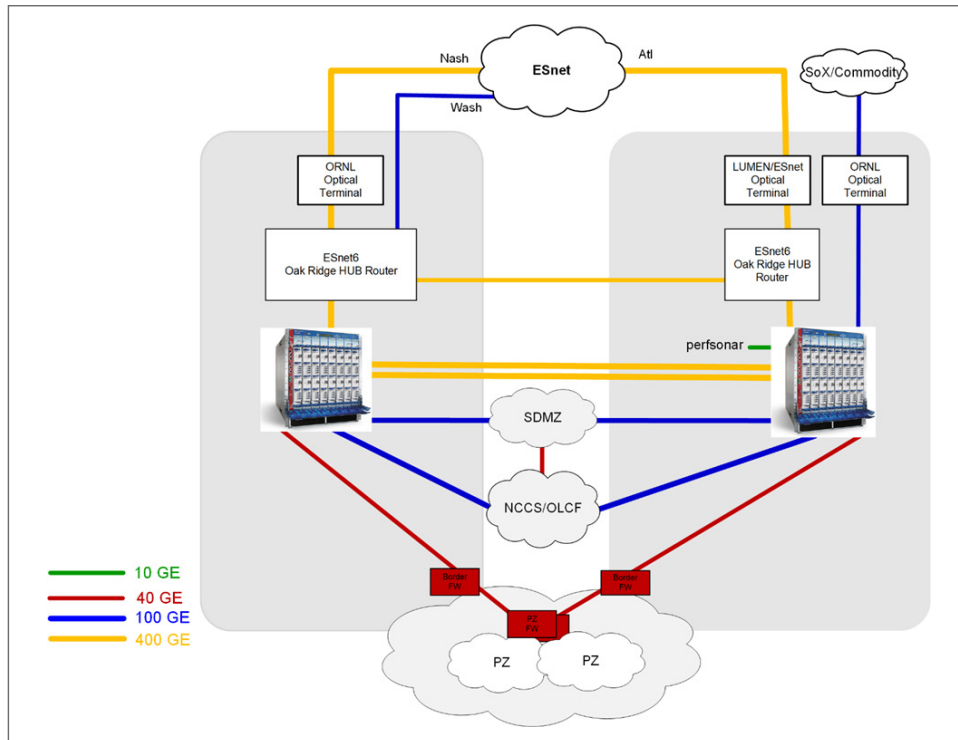 Nash
ESnet
Atl
SoX/Commodity
Wash
ORNL
Optical
Terminal
LUMEN/ESnet
Optical
Terminal
ORNL
Optical
Terminal
ESnet6
Oak Ridge HUB Router
ESnet6
Oak Ridge HUB
Router
perfsonar
SDMZ
NCCS/OLCF
10 GE
40 GE
100 GE
400 GE
Border
FW
Border
FW
PZ
FW
PZ
PZ